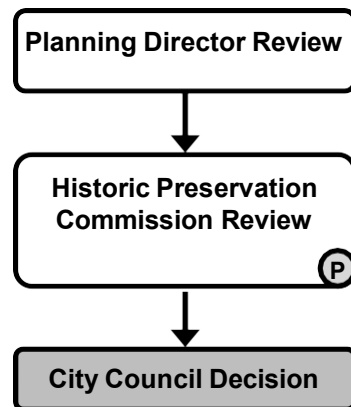 Planning Director Review
Historic Preservation
Commission Review
P
City Council Decision